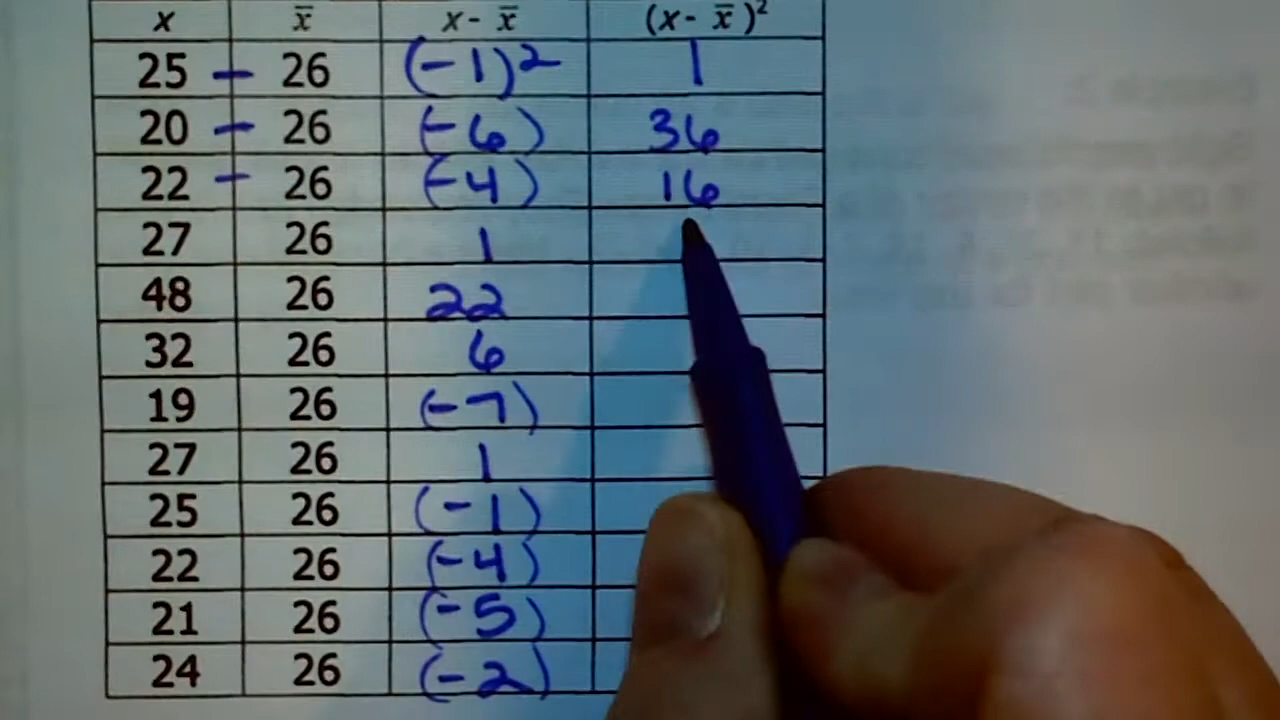 x x̄ x - x̄ (x - x̄)²
25 - 26 (-1)² 1
20 - 26 (-6) 36
22 - 26 (-4) 16
27 26 1
48 26 22
32 26 6
19 26 (-7)
27 26 1
25 26 (-1)
22 26 (-4)
21 26 (-5)
24 26 (-2)